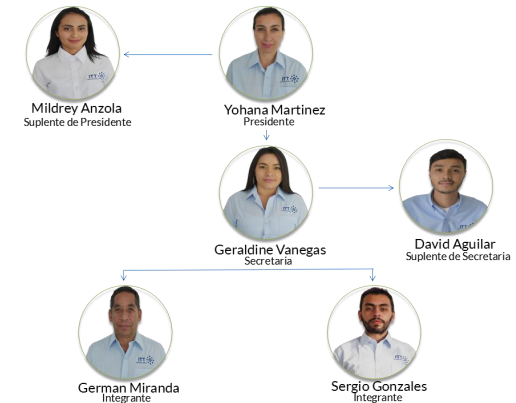 Mildrey Anzola
Suplente de Presidente
Yohana Martinez
Presidente
Geraldine Vanegas
Secretaria
David Aguilar
Suplente de Secretaria
German Miranda
Integrante
Sergio Gonzales
Integrante